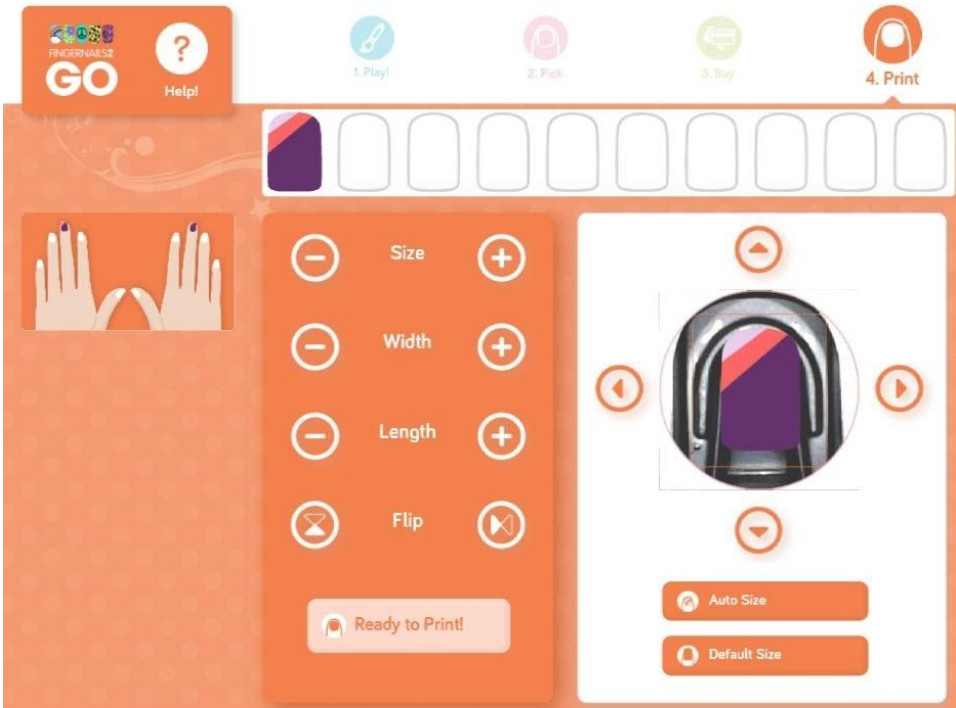 FINGERNAILS2
GO
?
Help!
1. Play!
2. Pick
3. Buy
4. Print
Size
Width
Length
Flip
Ready to Print!
Auto Size
Default Size